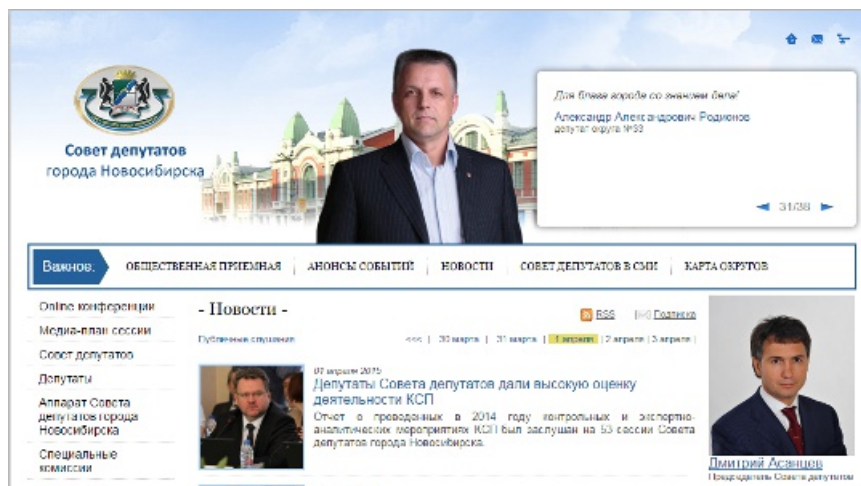 Для блага города со знанием дела!
Александр Александрович Родионов
депутат округа №33
Совет депутатов
города Новосибирска
31/38
Важное:
ОБЩЕСТВЕННАЯ ПРИЕМНАЯ | АНОНСЫ СОБЫТИЙ | НОВОСТИ | СОВЕТ ДЕПУТАТОВ В СМИ | КАРТА ОКРУГОВ
Online конференции
Медиа-план сессии
Совет депутатов
Депутаты
Аппарат Совета
депутатов города
Новосибирска
Специальные
комиссии
- Новости -
RSS
Подписка
Публичные слушания
<<< | 30 марта | 31 марта | 1 апреля | 2 апреля | 3 апреля |
01 апреля 2015
Депутаты Совета депутатов дали высокую оценку
деятельности КСП
Отчет о проведенных в 2014 году контрольных и экспертно-
аналитических мероприятиях КСП был заслушан на 53 сессии Совета
депутатов города Новосибирска.
Дмитрий Асанцев
Председатель Совета депутатов